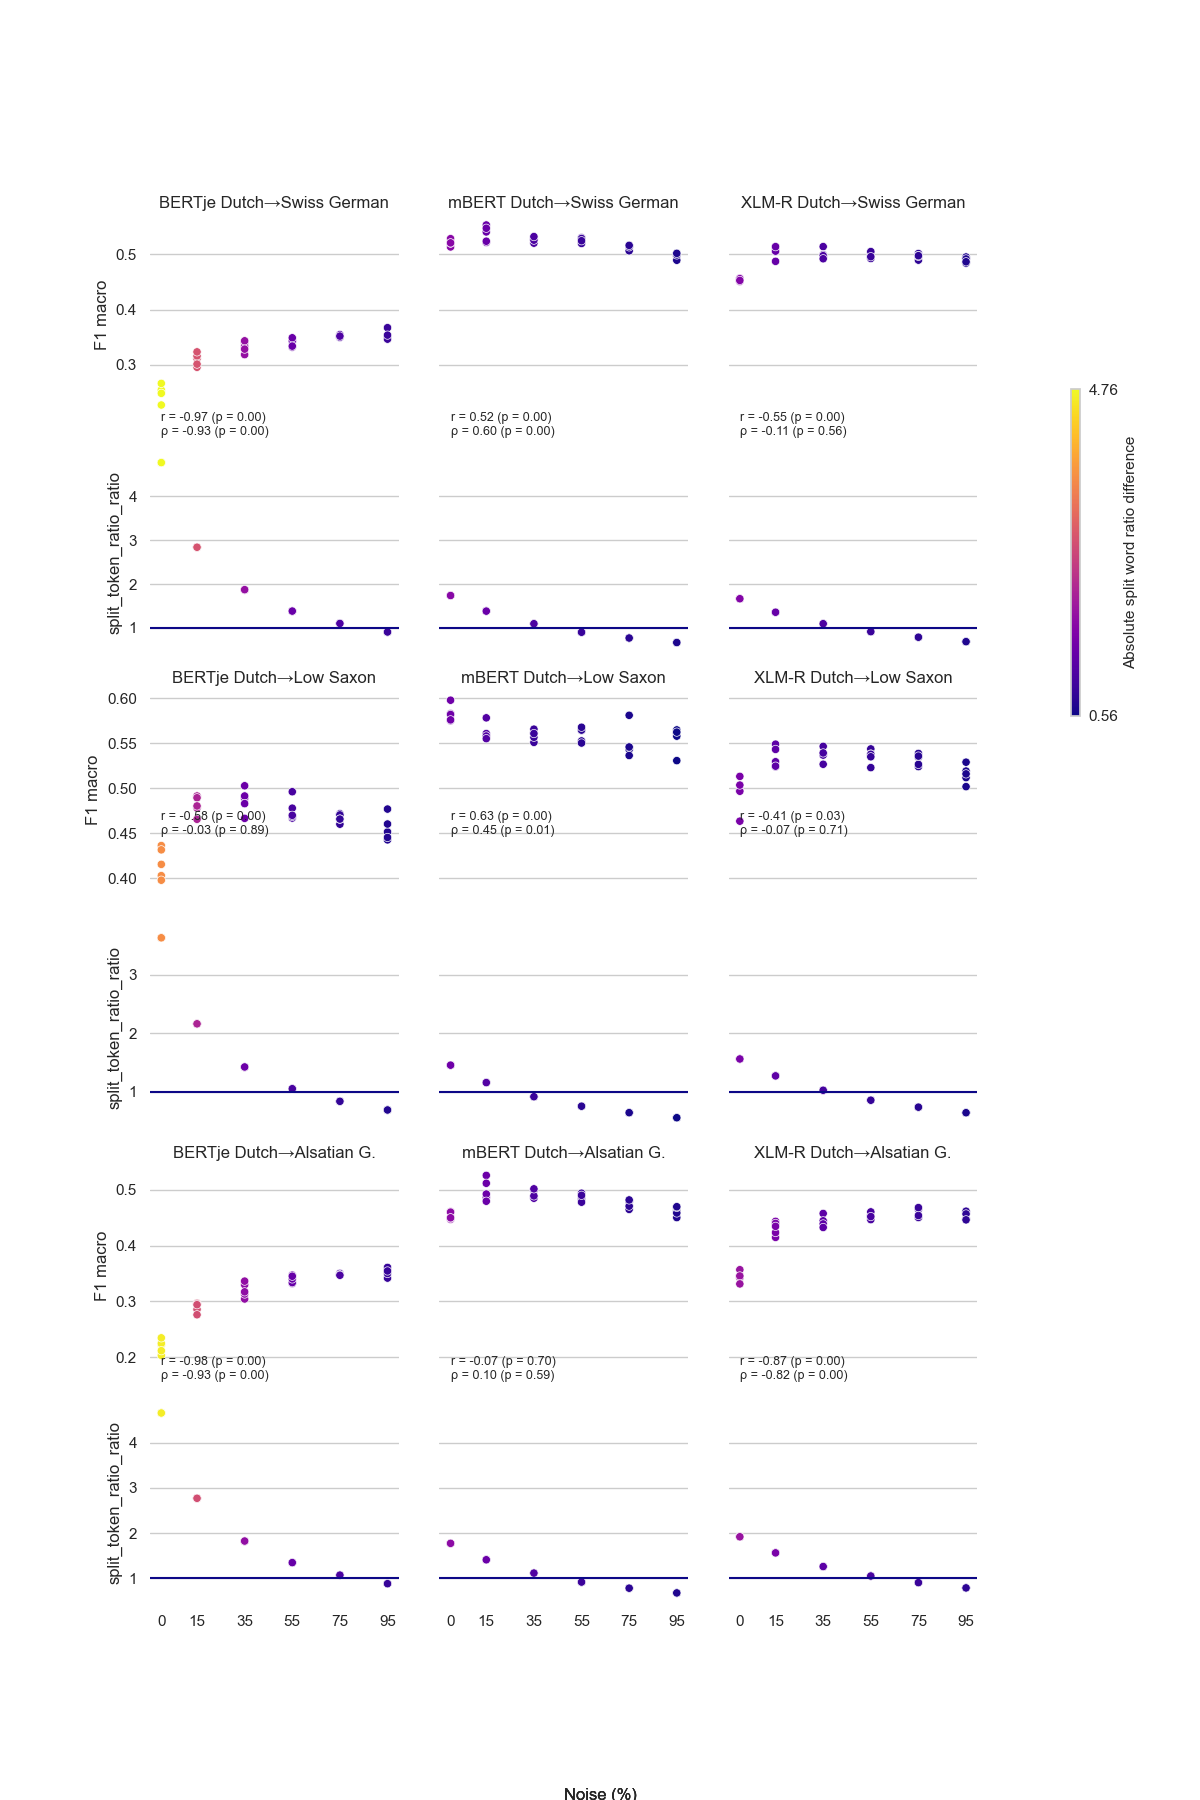 BERTje Dutch→Swiss German
mBERT Dutch→Swiss German
XLM-R Dutch→Swiss German
F1 macro
0.5
0.4
0.3
r = -0.97 (p = 0.00)
ρ = -0.93 (p = 0.00)
r = 0.52 (p = 0.00)
ρ = 0.60 (p = 0.00)
r = -0.55 (p = 0.00)
ρ = -0.11 (p = 0.56)
split_token_ratio_ratio
4
3
2
1
BERTje Dutch→Low Saxon
mBERT Dutch→Low Saxon
XLM-R Dutch→Low Saxon
F1 macro
0.60
0.55
0.50
0.45
0.40
r = -0.58 (p = 0.00)
ρ = -0.03 (p = 0.89)
r = 0.63 (p = 0.00)
ρ = 0.45 (p = 0.01)
r = -0.41 (p = 0.03)
ρ = -0.07 (p = 0.71)
split_token_ratio_ratio
3
2
1
BERTje Dutch→Alsatian G.
mBERT Dutch→Alsatian G.
XLM-R Dutch→Alsatian G.
F1 macro
0.5
0.4
0.3
0.2
r = -0.98 (p = 0.00)
ρ = -0.93 (p = 0.00)
r = -0.07 (p = 0.70)
ρ = 0.10 (p = 0.59)
r = -0.87 (p = 0.00)
ρ = -0.82 (p = 0.00)
split_token_ratio_ratio
4
3
2
1
0 15 35 55 75 95
0 15 35 55 75 95
0 15 35 55 75 95
Noise (%)
4.76
Absolute split word ratio difference
0.56